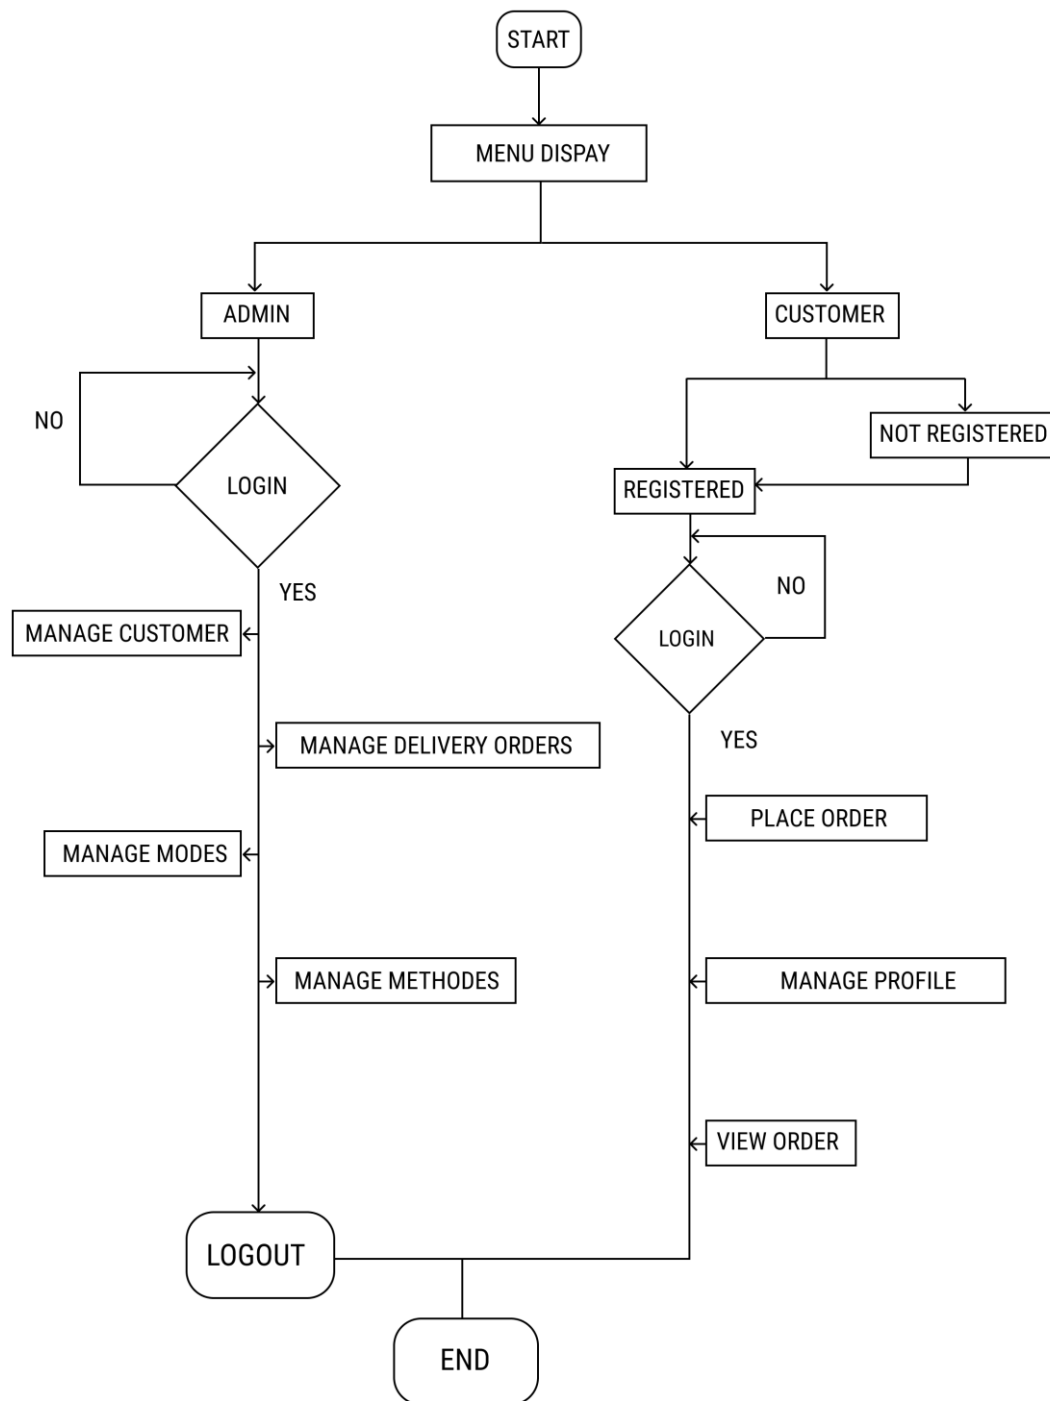 START
MENU DISPAY
ADMIN
CUSTOMER
NO
NOT REGISTERED
LOGIN
REGISTERED
YES
NO
MANAGE CUSTOMER
LOGIN
MANAGE DELIVERY ORDERS
YES
PLACE ORDER
MANAGE MODES
MANAGE METHODES
MANAGE PROFILE
VIEW ORDER
LOGOUT
END